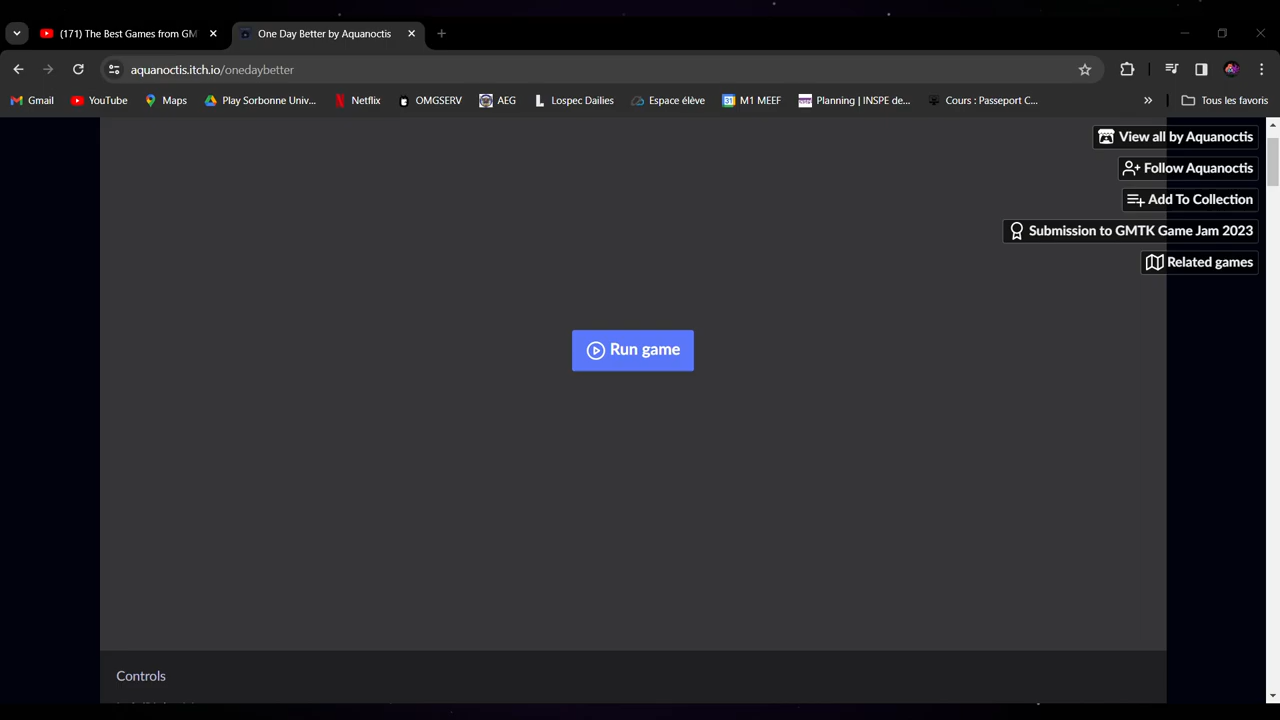 (171) The Best Games from GM
One Day Better by Aquanoctis
aquanoctis.itch.io/onedaybetter
Gmail
YouTube
Maps
Play Sorbonne Univ...
Netflix
OMGSERV
AEG
Lospec Dailies
Espace élève
M1 MEEF
Planning | INSPE de...
Cours : Passeport C...
»
Tous les favoris
View all by Aquanoctis
Follow Aquanoctis
Add To Collection
Submission to GMTK Game Jam 2023
Related games
Run game
Controls